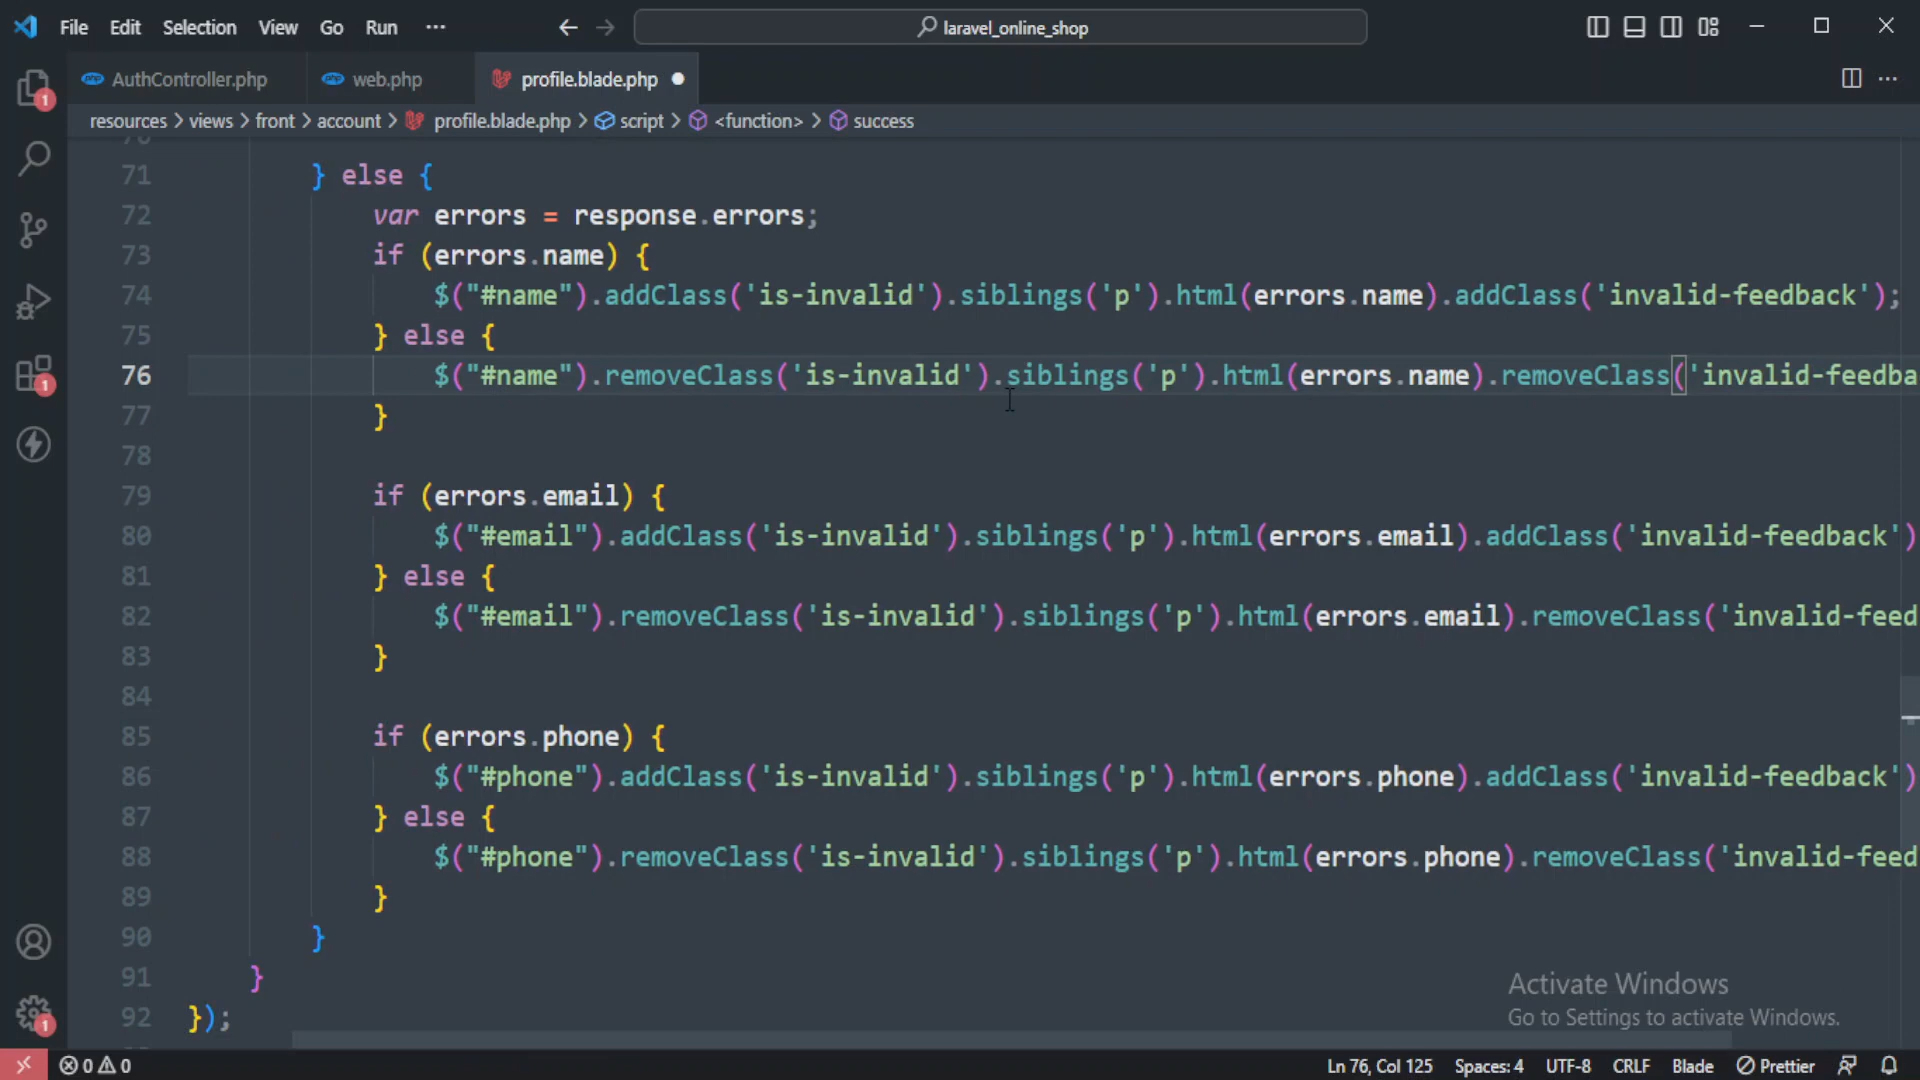 File Edit Selection View Go Run ··· laravel_online_shop
AuthController.php web.php profile.blade.php
resources > views > front > account > profile.blade.php > script > <function> > success
71 } else {
72 var errors = response.errors;
73 if (errors.name) {
74 $("#name").addClass('is-invalid').siblings('p').html(errors.name).addClass('invalid-feedback');
75 } else {
76 $("#name").removeClass('is-invalid').siblings('p').html(errors.name).removeClass('invalid-feedba
77 }
78
79 if (errors.email) {
80 $("#email").addClass('is-invalid').siblings('p').html(errors.email).addClass('invalid-feedback')
81 } else {
82 $("#email").removeClass('is-invalid').siblings('p').html(errors.email).removeClass('invalid-feed
83 }
84
85 if (errors.phone) {
86 $("#phone").addClass('is-invalid').siblings('p').html(errors.phone).addClass('invalid-feedback')
87 } else {
88 $("#phone").removeClass('is-invalid').siblings('p').html(errors.phone).removeClass('invalid-feed
89 }
90 }
91 }
92 });
Activate Windows
Go to Settings to activate Windows.
0 0 Ln 76, Col 125 Spaces: 4 UTF-8 CRLF Blade Prettier